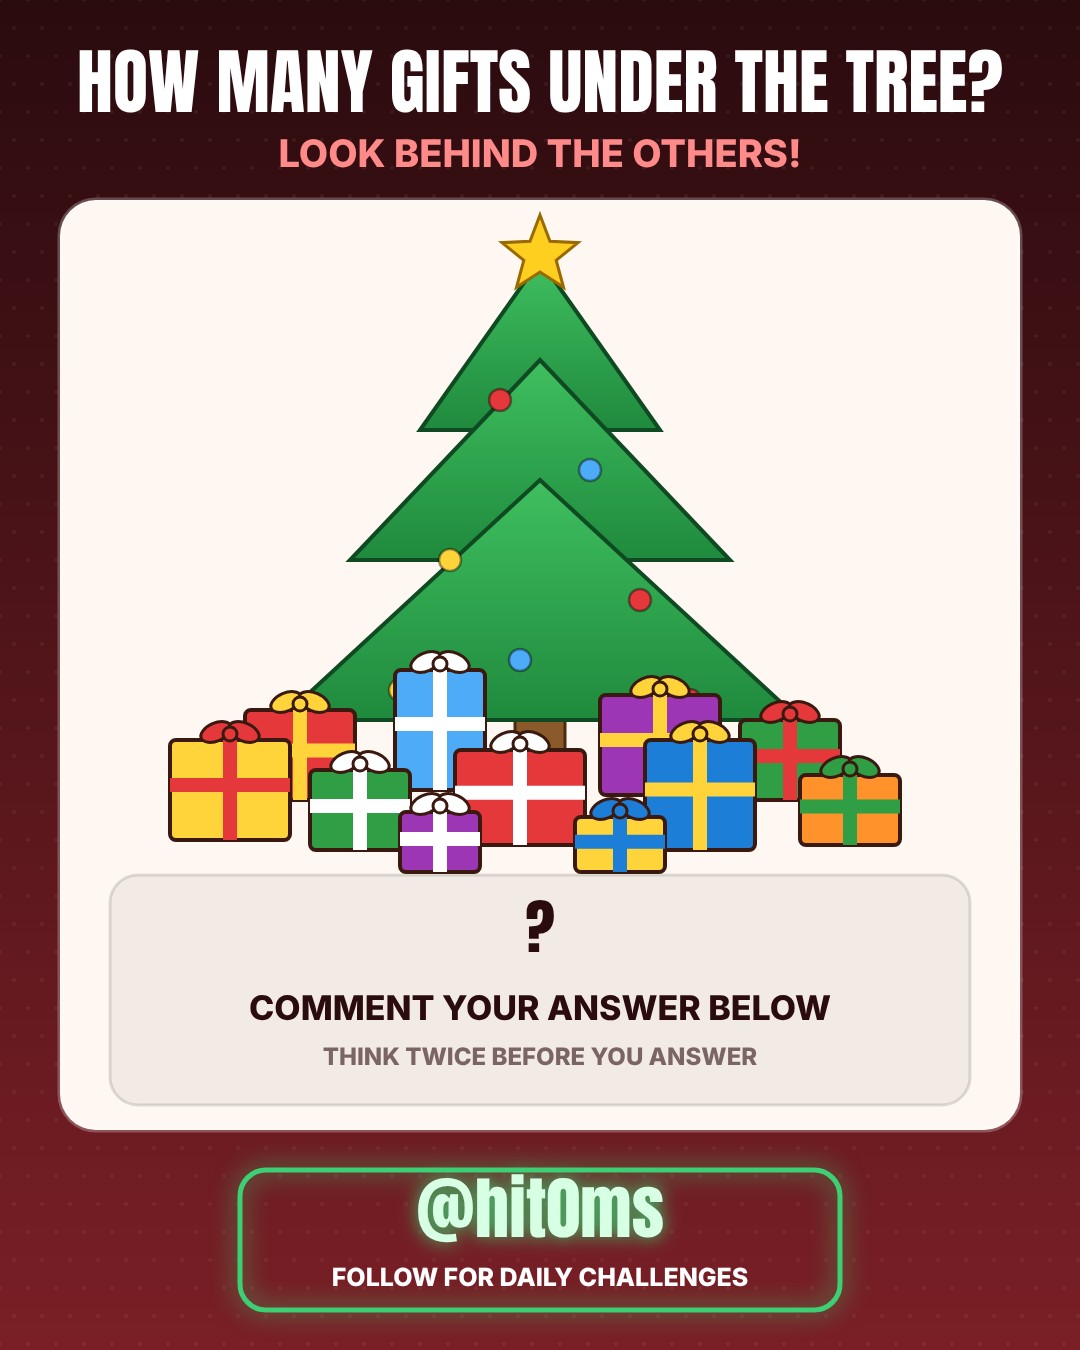 HOW MANY GIFTS UNDER THE TREE?
LOOK BEHIND THE OTHERS!
?
COMMENT YOUR ANSWER BELOW
THINK TWICE BEFORE YOU ANSWER
@hit0ms
FOLLOW FOR DAILY CHALLENGES